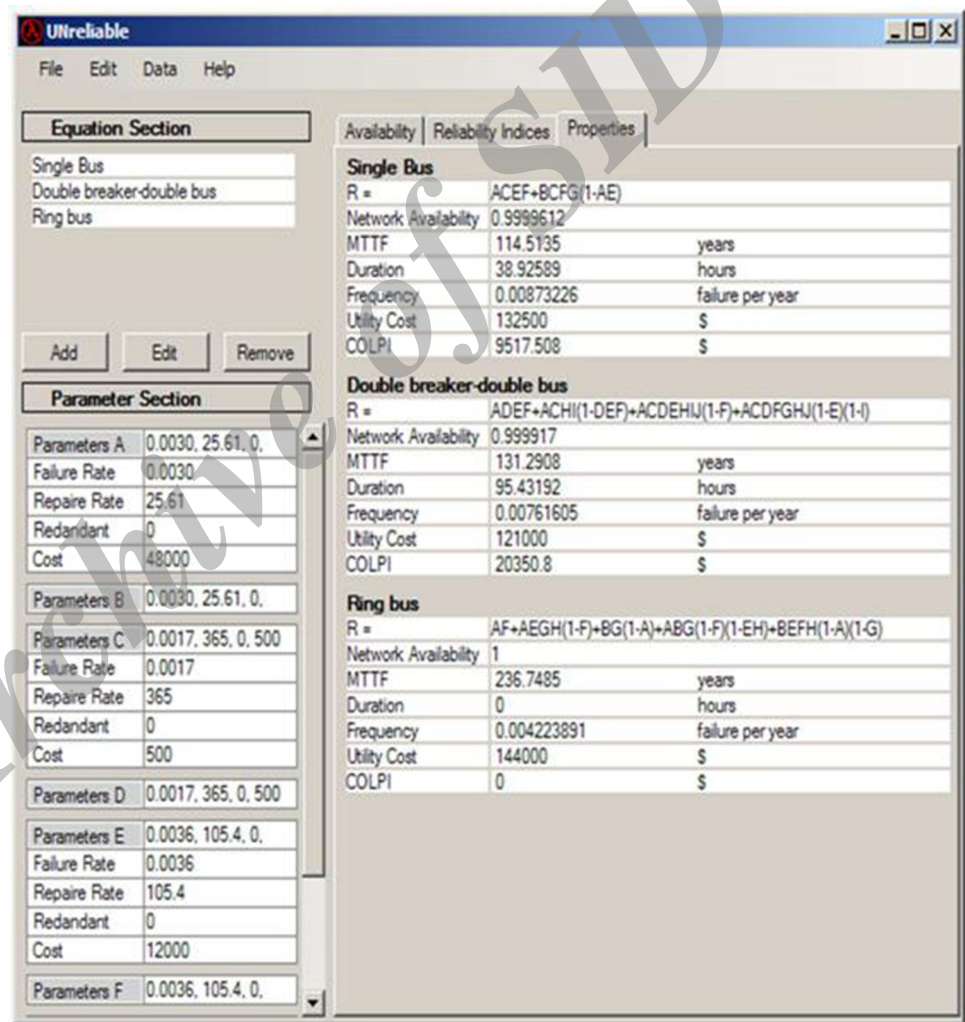 UNreliable
File Edit Data Help
Equation Section
Single Bus
Double breaker-double bus
Ring bus
Add Edit Remove
Parameter Section
Parameters A 0.0030, 25.61, 0,
Failure Rate 0.0030
Repaire Rate 25.61
Redandant 0
Cost 48000
Parameters B 0.0030, 25.61, 0,
Parameters C 0.0017, 365, 0, 500
Failure Rate 0.0017
Repaire Rate 365
Redandant 0
Cost 500
Parameters D 0.0017, 365, 0, 500
Parameters E 0.0036, 105.4, 0,
Failure Rate 0.0036
Repaire Rate 105.4
Redandant 0
Cost 12000
Parameters F 0.0036, 105.4, 0,
Availability Reliability Indices Properties
Single Bus
R = ACEF+BCFG(1-AE)
Network Availability 0.9999612
MTTF 114.5135 years
Duration 38.92589 hours
Frequency 0.00873226 failure per year
Utility Cost 132500 $
COLPI 9517.508 $
Double breaker-double bus
R = ADEF+ACHI(1-DEF)+ACDEHIJ(1-F)+ACDFGHJ(1-E)(1-I)
Network Availability 0.999917
MTTF 131.2908 years
Duration 95.43192 hours
Frequency 0.00761605 failure per year
Utility Cost 121000 $
COLPI 20350.8 $
Ring bus
R = AF+AEGH(1-F)+BG(1-A)+ABG(1-F)(1-EH)+BEFH(1-A)(1-G)
Network Availability 1
MTTF 236.7485 years
Duration 0 hours
Frequency 0.004223891 failure per year
Utility Cost 144000 $
COLPI 0 $
Archive of SID